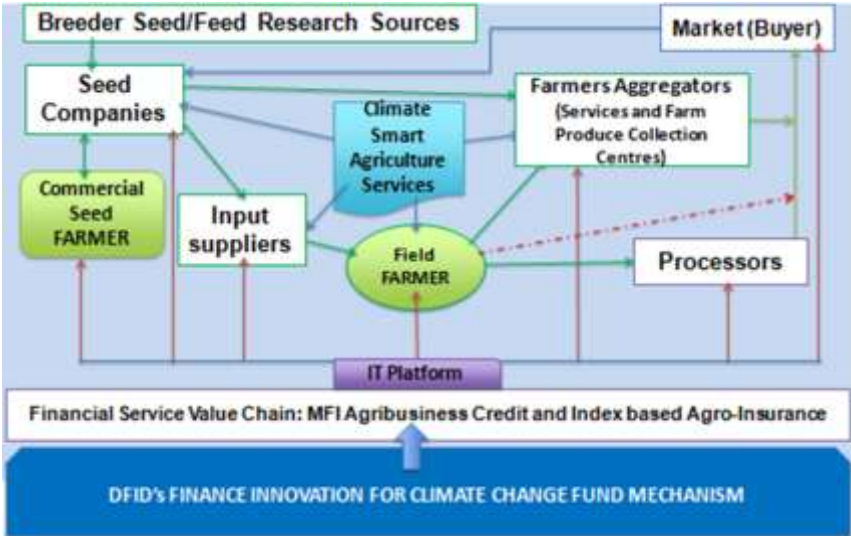 Breeder Seed/Feed Research Sources
Market (Buyer)
Seed
Companies
Climate
Smart
Agriculture
Services
Farmers Aggregators
(Services and Farm
Produce Collection
Centres)
Commercial
Seed
FARMER
Input
suppliers
Field
FARMER
Processors
IT Platform
Financial Service Value Chain: MFI Agribusiness Credit and Index based Agro-Insurance
DFID's FINANCE INNOVATION FOR CLIMATE CHANGE FUND MECHANISM